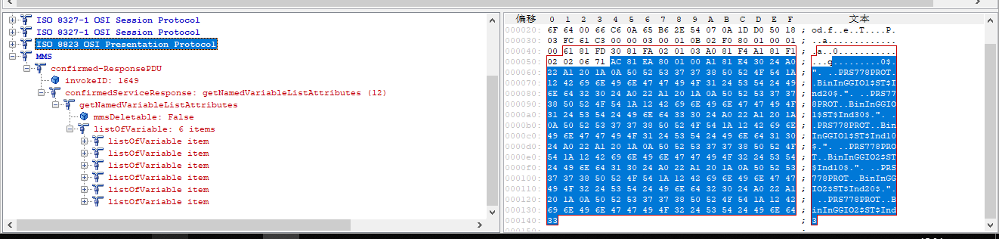 ISO 8327-1 OSI Session Protocol
ISO 8327-1 OSI Session Protocol
ISO 8823 OSI Presentation Protocol
MMS
confirmed-ResponsePDU
invokeID: 1649
confirmedServiceResponse: getNamedVariableListAttributes (12)
getNamedVariableListAttributes
mmsDeletable: False
listOfVariable: 6 items
listOfVariable item
listOfVariable item
listOfVariable item
listOfVariable item
listOfVariable item
listOfVariable item
偏移 0 1 2 3 4 5 6 7 8 9 A B C D E F 文本
000020: 6F 64 00 66 C6 0A 65 B6 2E 54 07 0A 1D D0 50 18 ; od.f..e..T....P.
000030: 03 FC 61 C3 00 00 03 00 01 0B 02 F0 80 01 00 01 ; ..a.............
000040: 00 61 81 FD 30 81 FA 02 01 03 A0 81 F4 A1 81 F1 ; .a..0...........
000050: 02 02 06 71 AC 81 EA 80 01 00 A1 81 E4 30 24 A0 ; ...q.........0$.
000060: 22 A1 20 1A 0A 50 52 53 37 37 38 50 52 4F 54 1A ; ". ..PRS778PROT.
000070: 12 42 69 6E 49 6E 47 47 49 4F 31 24 53 54 24 49 ; .BinInGGIO1$ST$I
000080: 6E 64 32 30 24 A0 22 A1 20 1A 0A 50 52 53 37 37 ; nd20$.". ..PRS77
000090: 38 50 52 4F 54 1A 12 42 69 6E 49 6E 47 47 49 4F ; 8PROT..BinInGGIO
0000a0: 31 24 53 54 24 49 6E 64 33 30 24 A0 22 A1 20 1A ; 1$ST$Ind30$.". .
0000b0: 0A 50 52 53 37 37 38 50 52 4F 54 1A 12 42 69 6E ; .PRS778PROT..Bin
0000c0: 49 6E 47 47 49 4F 31 24 53 54 24 49 6E 64 31 30 ; InGGIO1$ST$Ind10
0000d0: 24 A0 22 A1 20 1A 0A 50 52 53 37 37 38 50 52 4F ; $.". ..PRS778PRO
0000e0: 54 1A 12 42 69 6E 49 6E 47 47 49 4F 32 24 53 54 ; T..BinInGGIO2$ST
0000f0: 24 49 6E 64 31 30 24 A0 22 A1 20 1A 0A 50 52 53 ; $Ind10$.". ..PRS
000100: 37 37 38 50 52 4F 54 1A 12 42 69 6E 49 6E 47 47 ; 778PROT..BinInGG
000110: 49 4F 32 24 53 54 24 49 6E 64 32 30 24 A0 22 A1 ; IO2$ST$Ind20$.".
000120: 20 1A 0A 50 52 53 37 37 38 50 52 4F 54 1A 12 42 ; ..PRS778PROT..B
000130: 69 6E 49 6E 47 47 49 4F 32 24 53 54 24 49 6E 64 ; inInGGIO2$ST$Ind
000140: 33 ; 3